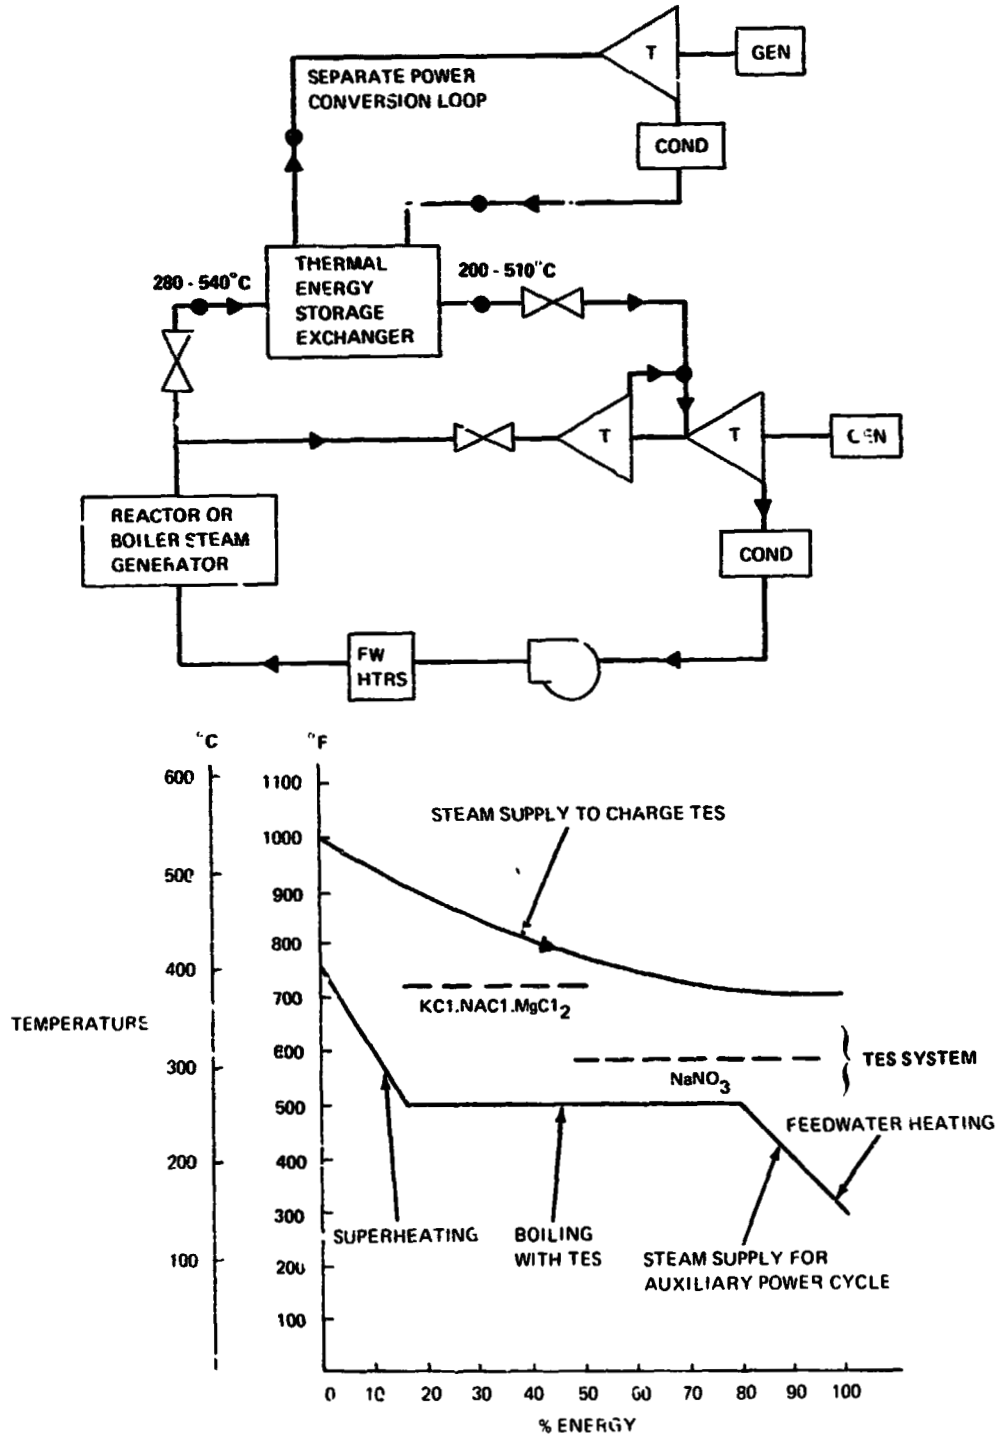 T
GEN
SEPARATE POWER
CONVERSION LOOP
COND
THERMAL
ENERGY
STORAGE
EXCHANGER
280 - 540°C
200 - 510°C
T
T
GEN
REACTOR OR
BOILER STEAM
GENERATOR
COND
FW
HTRS
°C
°F
600
500
400
300
200
100
1100
1000
900
800
700
600
500
400
300
200
100
TEMPERATURE
STEAM SUPPLY TO CHARGE TES
KC1.NAC1.MgC1₂
NaNO₃
TES SYSTEM
FEEDWATER HEATING
SUPERHEATING
BOILING
WITH TES
STEAM SUPPLY FOR
AUXILIARY POWER CYCLE
0 10 20 30 40 50 60 70 80 90 100
% ENERGY